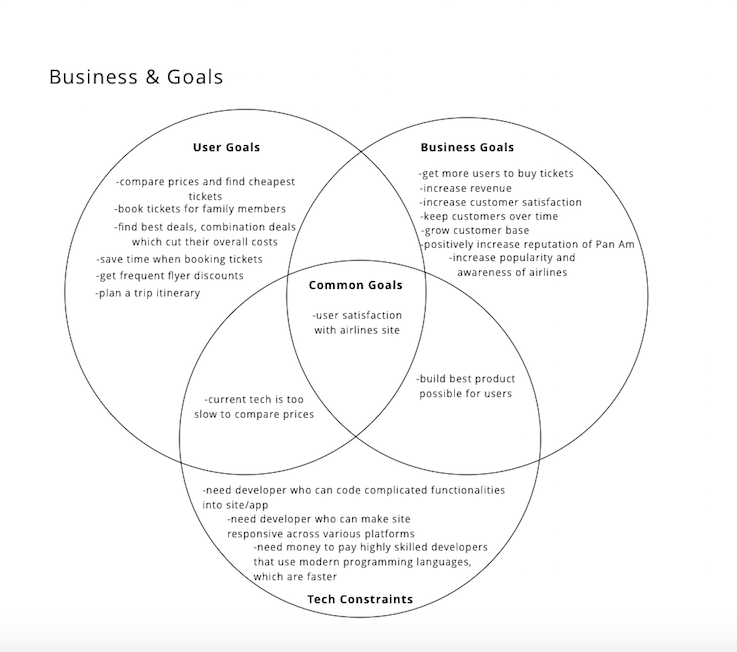 Business & Goals
User Goals
-compare prices and find cheapest
tickets
-book tickets for family members
-find best deals, combination deals
which cut their overall costs
-save time when booking tickets
-get frequent flyer discounts
-plan a trip itinerary
Business Goals
-get more users to buy tickets
-increase revenue
-increase customer satisfaction
-keep customers over time
-grow customer base
-positively increase reputation of Pan Am
-increase popularity and
awareness of airlines
Common Goals
-user satisfaction
with airlines site
-current tech is too
slow to compare prices
-build best product
possible for users
-need developer who can code complicated functionalities
into site/app
-need developer who can make site
responsive across various platforms
-need money to pay highly skilled developers
that use modern programming languages,
which are faster
Tech Constraints